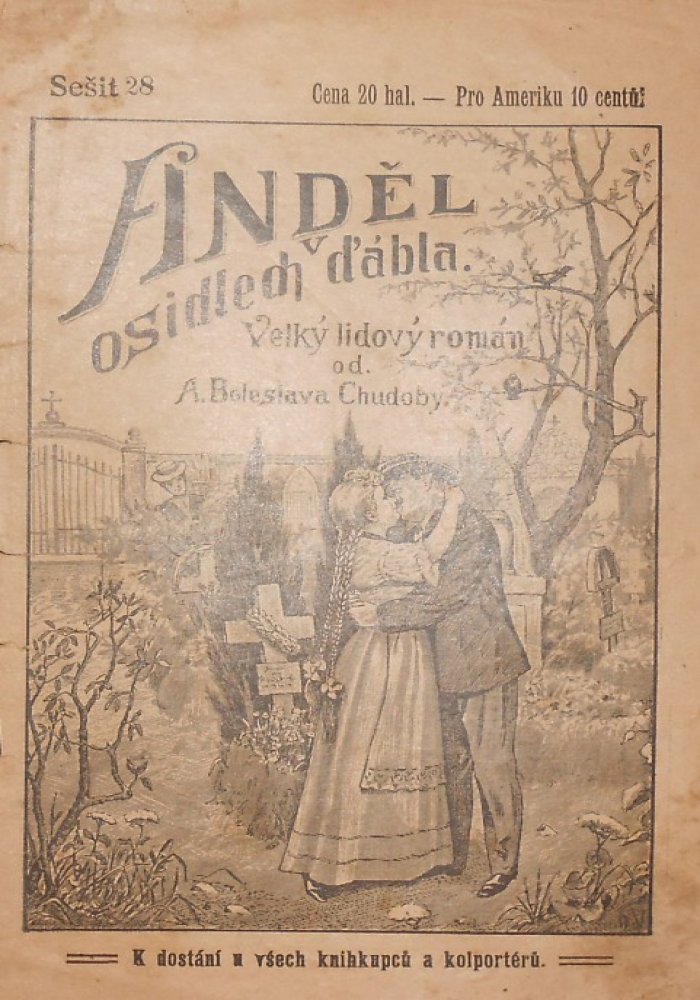 Sešit 28
Cena 20 hal. — Pro Ameriku 10 centů
ANDĚL
v
osidlech ďábla.
Velký lidový román
od.
A. Boleslava Chudoby.
K dostání u všech knihkupců a kolportérů.